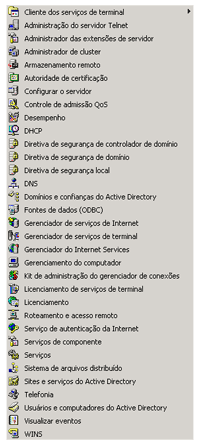 Cliente dos serviços de terminal
Administração do servidor Telnet
Administrador das extensões de servidor
Administrador de cluster
Armazenamento remoto
Autoridade de certificação
Configurar o servidor
Controle de admissão QoS
Desempenho
DHCP
Diretiva de segurança de controlador de domínio
Diretiva de segurança de domínio
Diretiva de segurança local
DNS
Domínios e confianças do Active Directory
Fontes de dados (ODBC)
Gerenciador de serviços de Internet
Gerenciador de serviços de terminal
Gerenciador do Internet Services
Gerenciamento do computador
Kit de administração do gerenciador de conexões
Licenciamento de serviços de terminal
Licenciamento
Roteamento e acesso remoto
Serviço de autenticação da Internet
Serviços de componente
Serviços
Sistema de arquivos distribuído
Sites e serviços do Active Directory
Telefonia
Usuários e computadores do Active Directory
Visualizar eventos
WINS